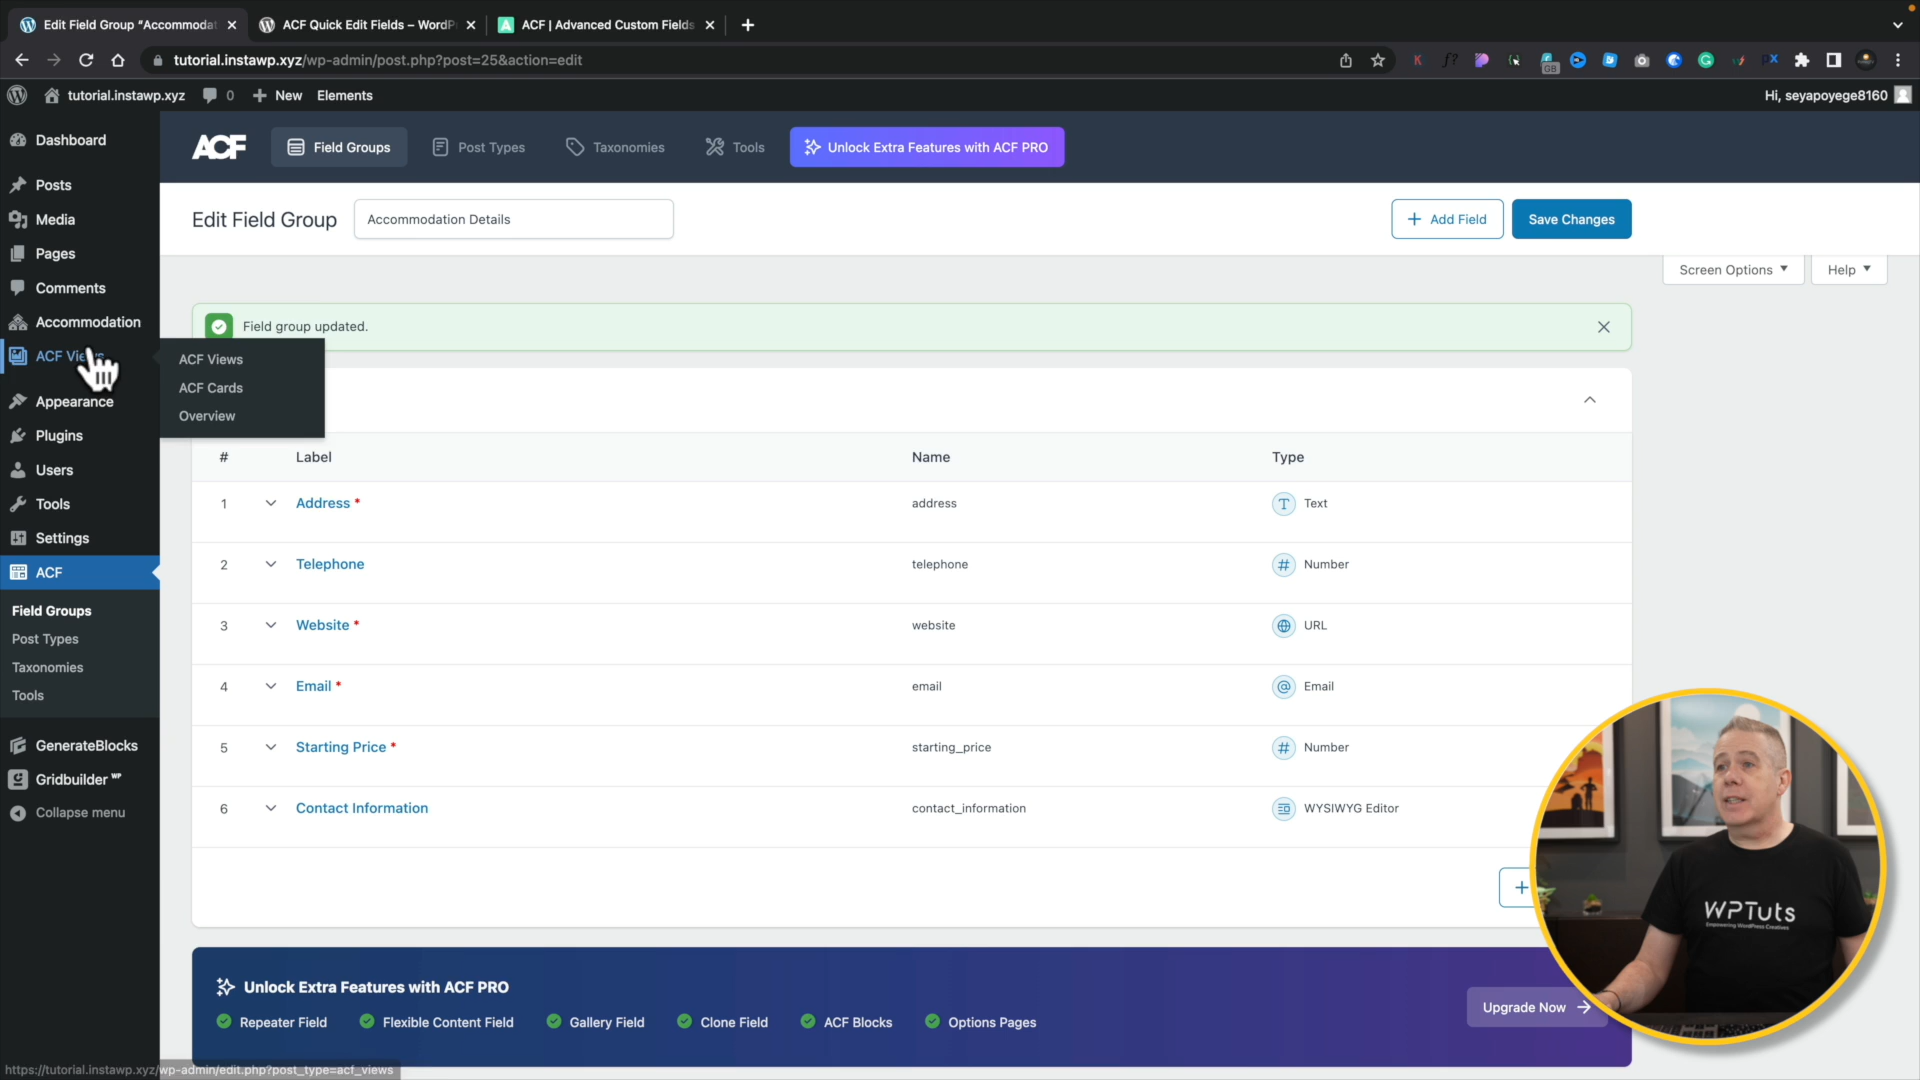 Edit Field Group "Accommodat
ACF Quick Edit Fields – WordP
ACF | Advanced Custom Fields
tutorial.instawp.xyz/wp-admin/post.php?post=25&action=edit
GB
tutorial.instawp.xyz
0
New
Elements
Hi, seyapoyege8160
Dashboard
Posts
Media
Pages
Comments
Accommodation
ACF Views
Appearance
Plugins
Users
Tools
Settings
ACF
Field Groups
Post Types
Taxonomies
Tools
GenerateBlocks
Gridbuilder WP
Collapse menu
ACF Views
ACF Cards
Overview
ACF
Field Groups
Post Types
Taxonomies
Tools
Unlock Extra Features with ACF PRO
Edit Field Group
Accommodation Details
+ Add Field
Save Changes
Screen Options
Help
Field group updated.
# Label Name Type
1 Address * address Text
2 Telephone telephone Number
3 Website * website URL
4 Email * email Email
5 Starting Price * starting_price Number
6 Contact Information contact_information WYSIWYG Editor
+
Unlock Extra Features with ACF PRO
Repeater Field
Flexible Content Field
Gallery Field
Clone Field
ACF Blocks
Options Pages
Upgrade Now
WPTuts
Empowering WordPress Creatives
https://tutorial.instawp.xyz/wp-admin/edit.php?post_type=acf_views